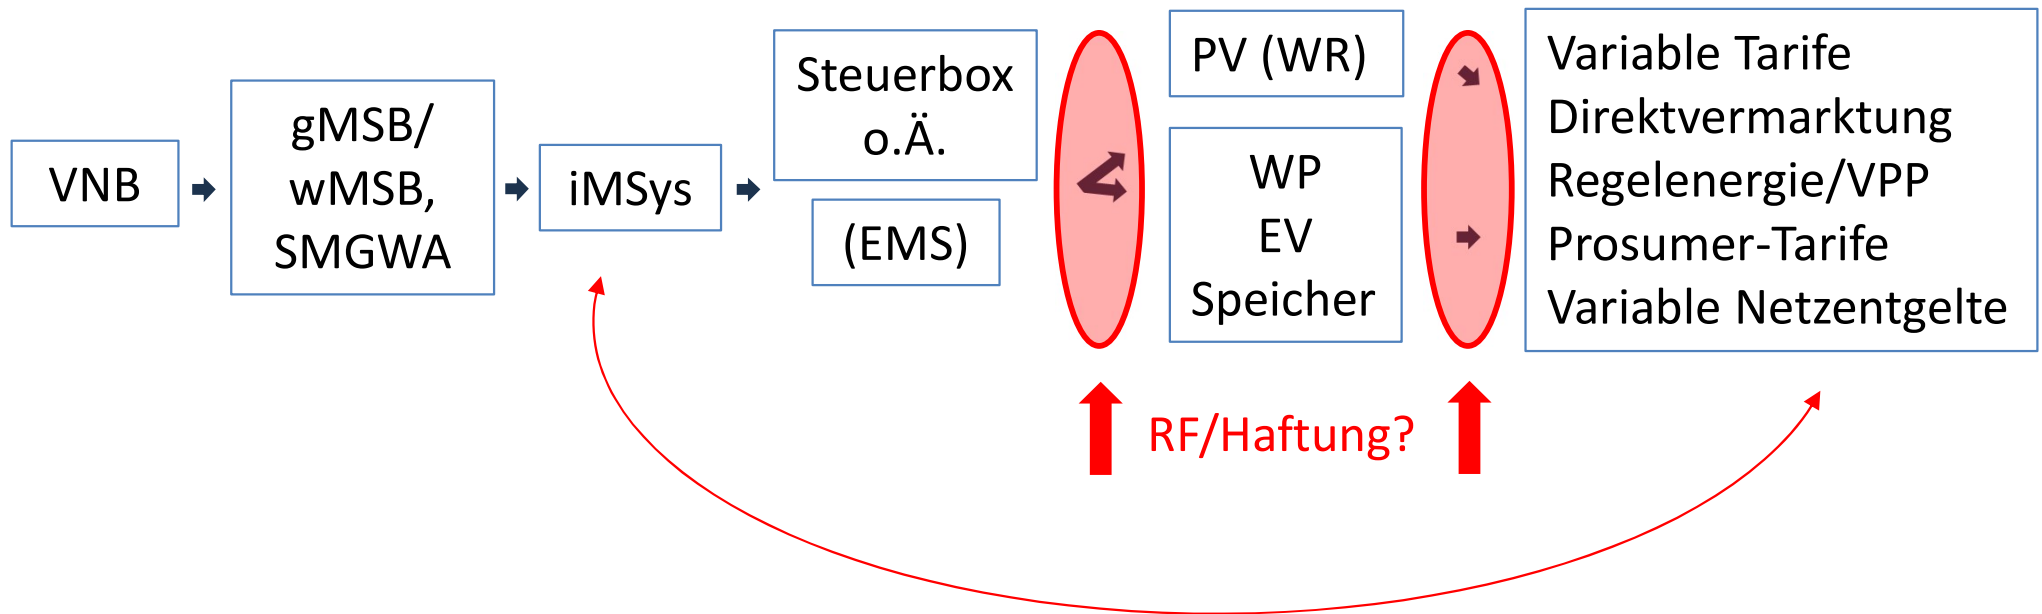 VNB
gMSB/
wMSB,
SMGWA
iMSys
Steuerbox
o.Ä.
(EMS)
PV (WR)
WP
EV
Speicher
Variable Tarife
Direktvermarktung
Regelenergie/VPP
Prosumer-Tarife
Variable Netzentgelte
RF/Haftung?